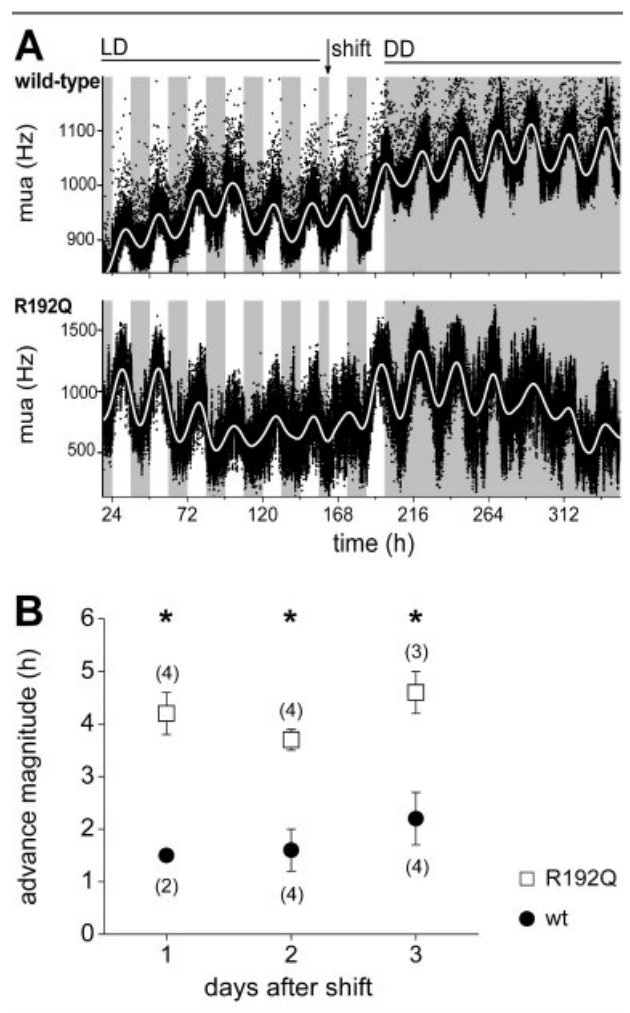 A
LD
shift
DD
wild-type
mua (Hz)
1100
1000
900
R192Q
mua (Hz)
1500
1000
500
24 72 120 168 216 264 312
time (h)
B
advance magnitude (h)
6
5
4
3
2
1
0
* * *
(4) (4) (3)
(2) (4) (4)
1 2 3
days after shift
R192Q
wt